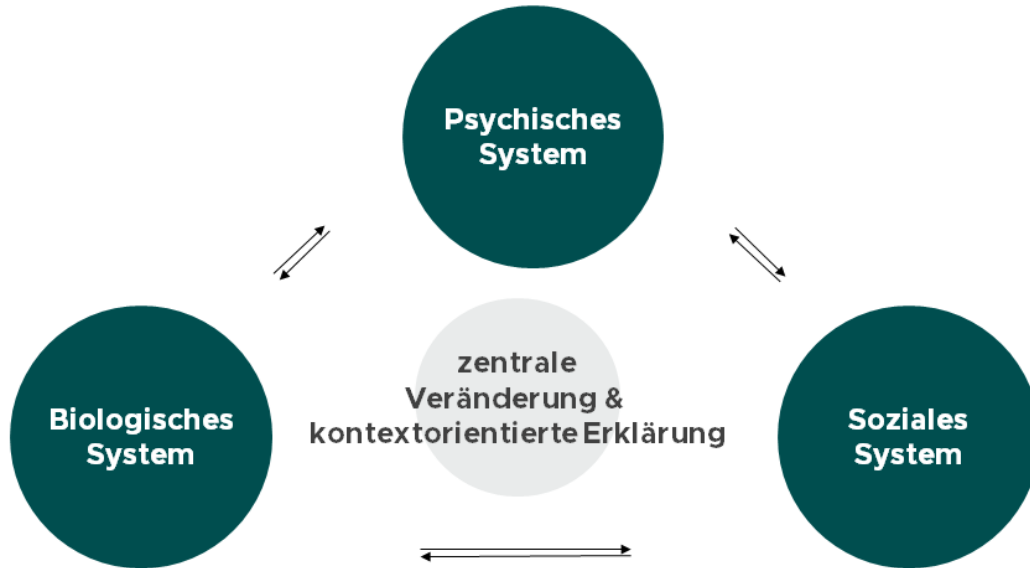 Psychisches
System
zentrale
Veränderung &
kontextorientierte Erklärung
Biologisches
System
Soziales
System